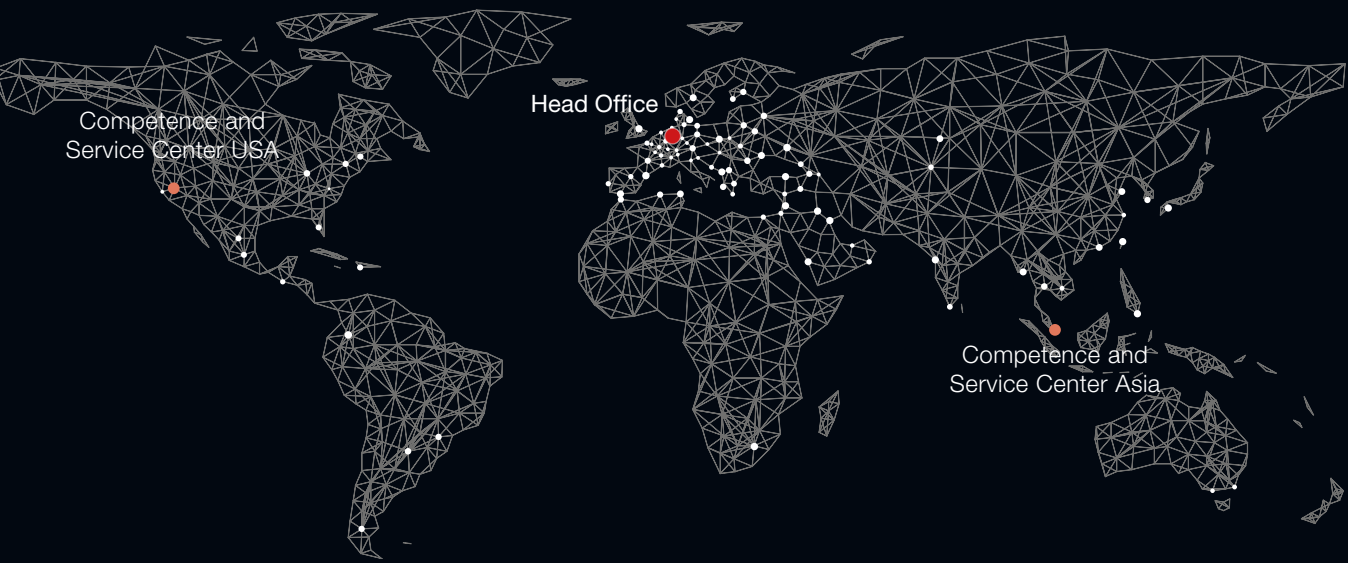 Head Office
Competence and
Service Center USA
Competence and
Service Center Asia